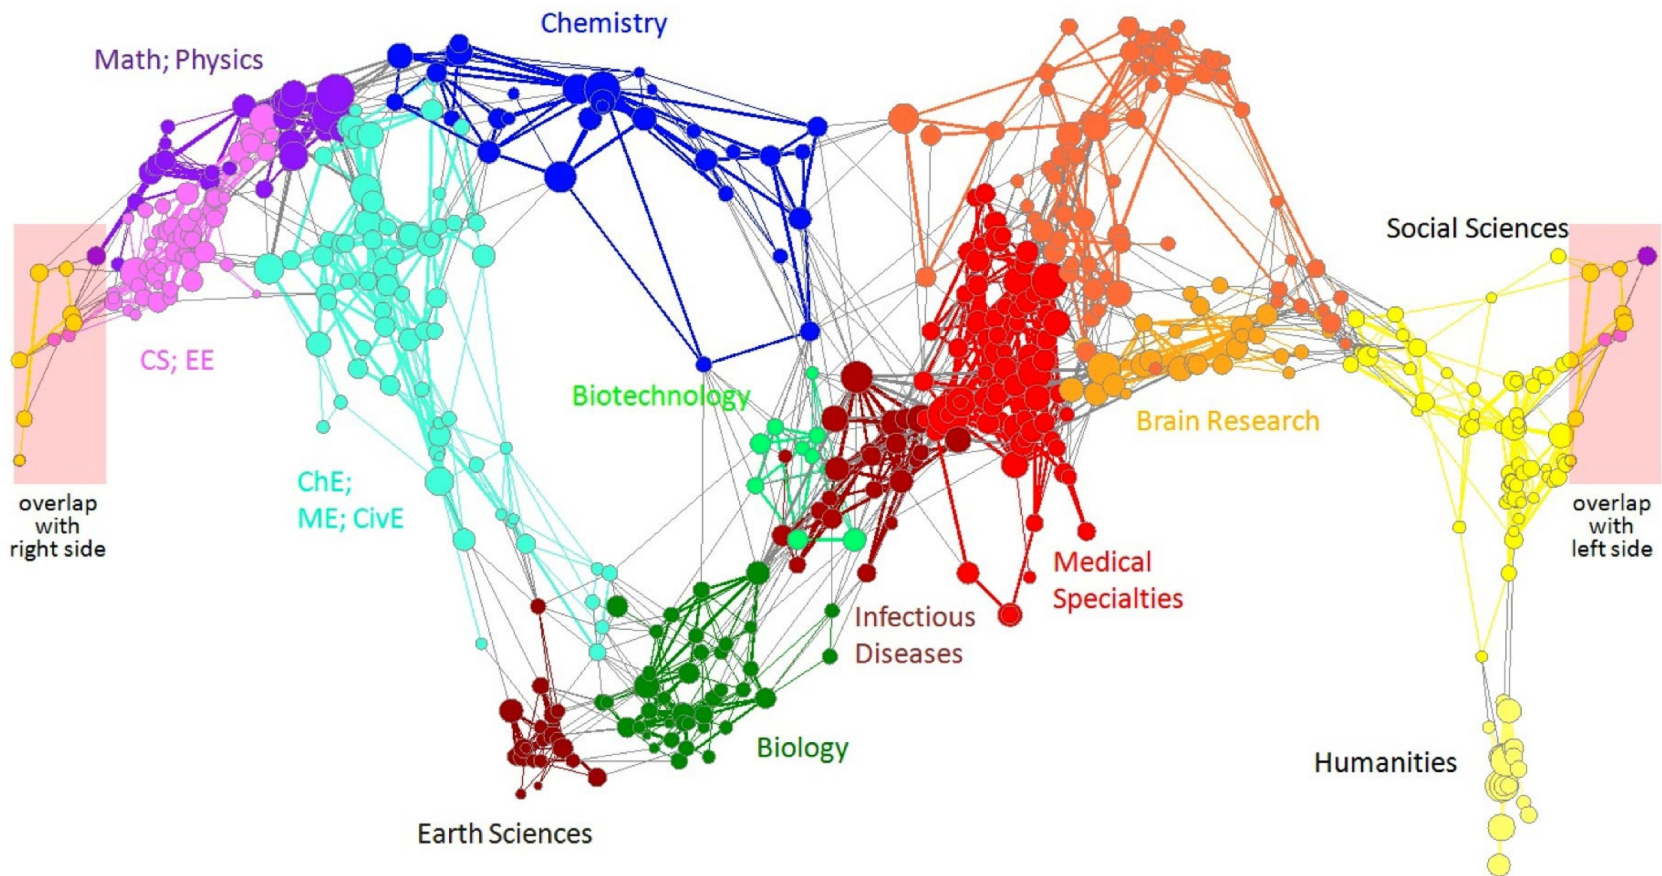 Chemistry
Math; Physics
Social Sciences
CS; EE
Biotechnology
Brain Research
ChE;
ME; CivE
overlap
with
right side
overlap
with
left side
Medical
Specialties
Infectious
Diseases
Biology
Humanities
Earth Sciences